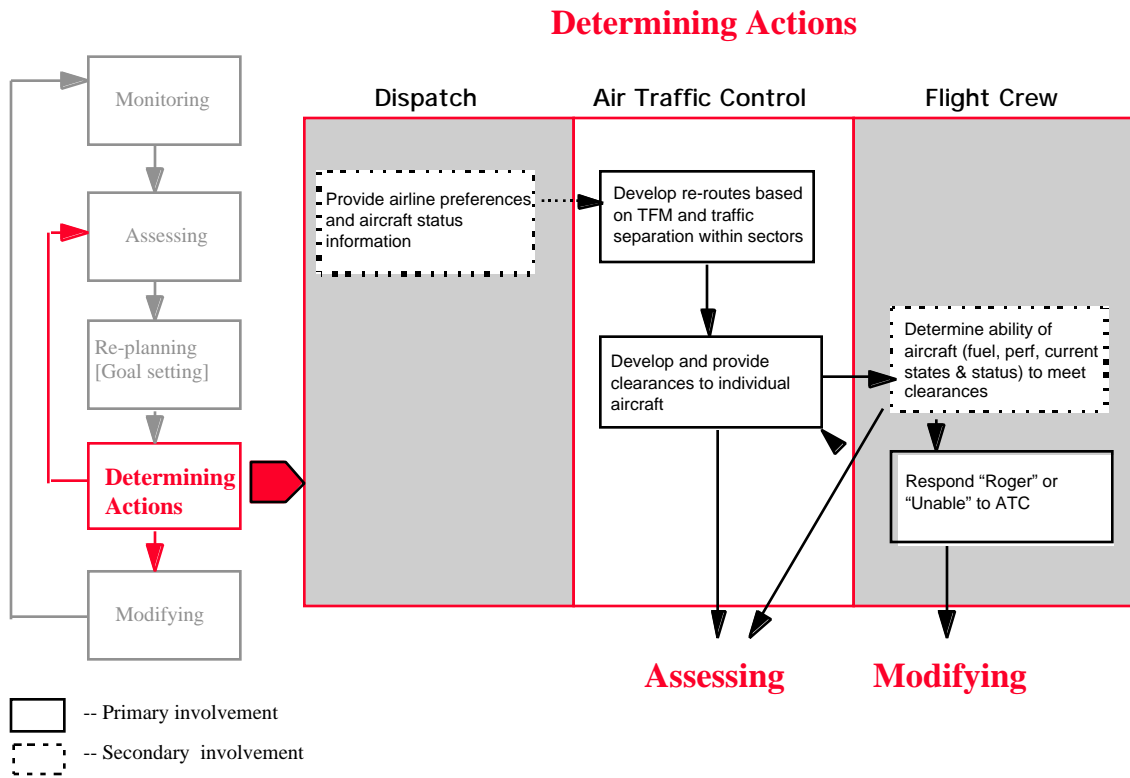 Determining Actions
Monitoring
Assessing
Re-planning
[Goal setting]
Determining
Actions
Modifying
Dispatch
Air Traffic Control
Flight Crew
Provide airline preferences
and aircraft status
information
Develop re-routes based
on TFM and traffic
separation within sectors
Develop and provide
clearances to individual
aircraft
Determine ability of
aircraft (fuel, perf, current
states & status) to meet
clearances
Respond “Roger” or
“Unable” to ATC
Assessing
Modifying
-- Primary involvement
-- Secondary involvement